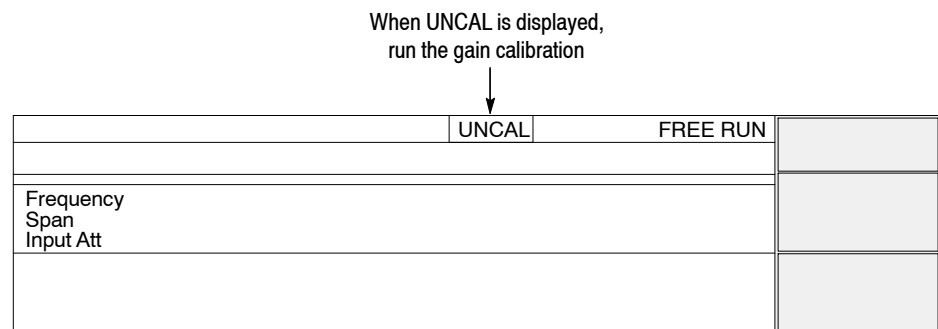 When UNCAL is displayed,
run the gain calibration
UNCAL
FREE RUN
Frequency
Span
Input Att